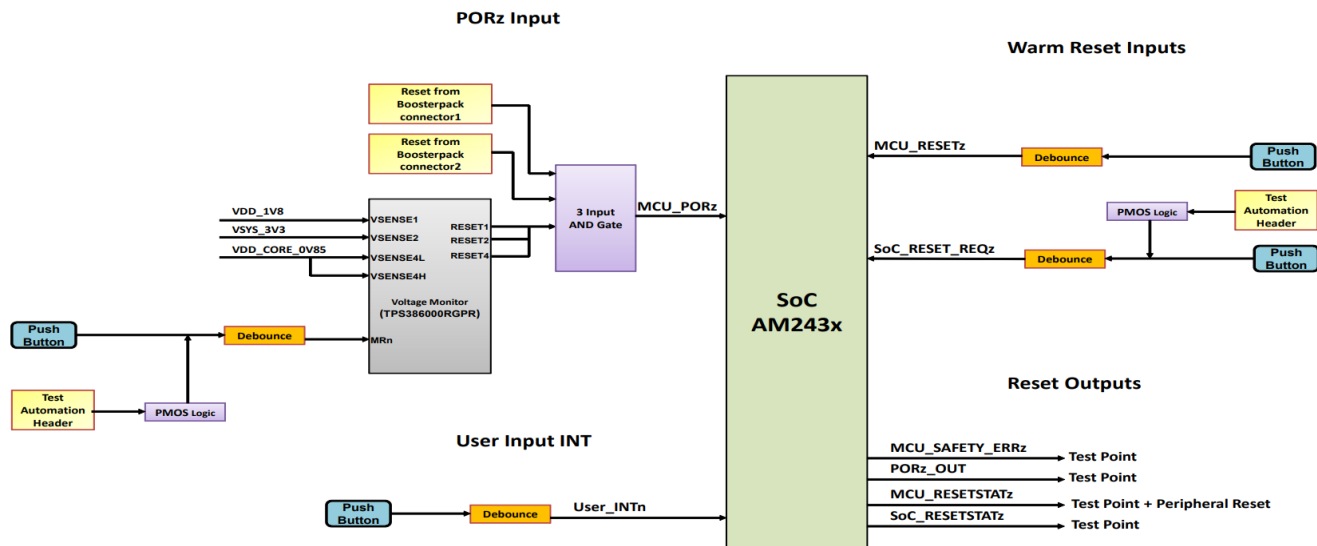 PORz Input
Warm Reset Inputs
Reset from
Boosterpack
connector1
Reset from
Boosterpack
connector2
3 Input
AND Gate
MCU_PORz
VDD_1V8
VSYS_3V3
VDD_CORE_0V85
VSENSE1
VSENSE2
VSENSE4L
VSENSE4H
RESET1
RESET2
RESET4
Voltage Monitor
(TPS386000RGPR)
MRn
Push
Button
Debounce
Test
Automation
Header
PMOS Logic
SoC
AM243x
MCU_RESETz
Debounce
Push
Button
PMOS Logic
Test
Automation
Header
SoC_RESET_REQz
Debounce
Push
Button
User Input INT
Push
Button
Debounce
User_INTn
Reset Outputs
MCU_SAFETY_ERRz
Test Point
PORz_OUT
Test Point
MCU_RESETSTATz
Test Point + Peripheral Reset
SoC_RESETSTATz
Test Point